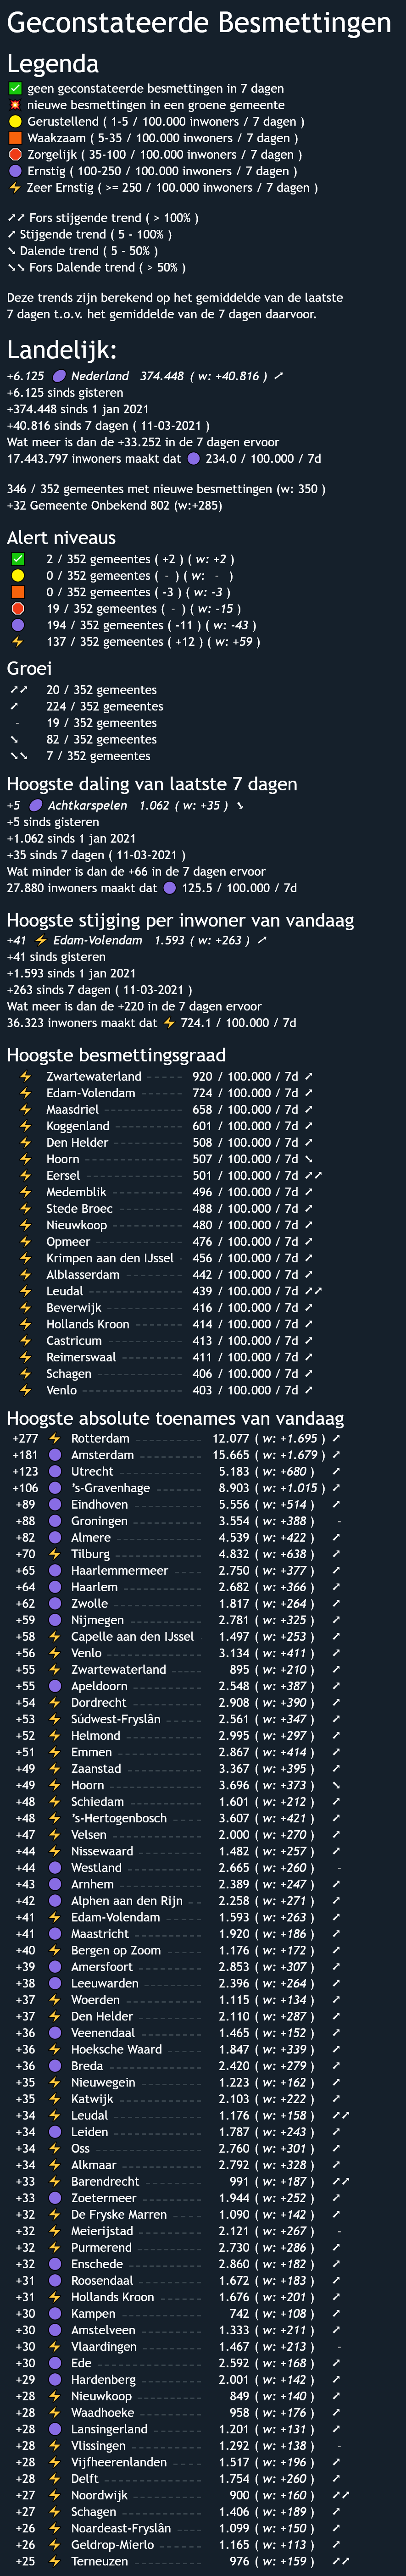 Geconstateerde Besmettingen
Legenda
✅ geen geconstateerde besmettingen in 7 dagen
💥 nieuwe besmettingen in een groene gemeente
🟡 Gerustellend ( 1-5 / 100.000 inwoners / 7 dagen )
🟧 Waakzaam ( 5-35 / 100.000 inwoners / 7 dagen )
🛑 Zorgelijk ( 35-100 / 100.000 inwoners / 7 dagen )
🟣 Ernstig ( 100-250 / 100.000 inwoners / 7 dagen )
⚡ Zeer Ernstig ( >= 250 / 100.000 inwoners / 7 dagen )
↗↗ Fors stijgende trend ( > 100% )
↗ Stijgende trend ( 5 - 100% )
↘ Dalende trend ( 5 - 50% )
↘↘ Fors Dalende trend ( > 50% )
Deze trends zijn berekend op het gemiddelde van de laatste
7 dagen t.o.v. het gemiddelde van de 7 dagen daarvoor.
Landelijk:
+6.125 🟣 Nederland 374.448 ( w: +40.816 ) ↗
+6.125 sinds gisteren
+374.448 sinds 1 jan 2021
+40.816 sinds 7 dagen ( 11-03-2021 )
Wat meer is dan de +33.252 in de 7 dagen ervoor
17.443.797 inwoners maakt dat 🟣 234.0 / 100.000 / 7d
346 / 352 gemeentes met nieuwe besmettingen (w: 350 )
+32 Gemeente Onbekend 802 (w:+285)
Alert niveaus
✅ 2 / 352 gemeentes ( +2 ) ( w: +2 )
🟡 0 / 352 gemeentes ( - ) ( w: - )
🟧 0 / 352 gemeentes ( -3 ) ( w: -3 )
🛑 19 / 352 gemeentes ( - ) ( w: -15 )
🟣 194 / 352 gemeentes ( -11 ) ( w: -43 )
⚡ 137 / 352 gemeentes ( +12 ) ( w: +59 )
Groei
↗↗ 20 / 352 gemeentes
↗ 224 / 352 gemeentes
- 19 / 352 gemeentes
↘ 82 / 352 gemeentes
↘↘ 7 / 352 gemeentes
Hoogste daling van laatste 7 dagen
+5 🟣 Achtkarspelen 1.062 ( w: +35 ) ↘
+5 sinds gisteren
+1.062 sinds 1 jan 2021
+35 sinds 7 dagen ( 11-03-2021 )
Wat minder is dan de +66 in de 7 dagen ervoor
27.880 inwoners maakt dat 🟣 125.5 / 100.000 / 7d
Hoogste stijging per inwoner van vandaag
+41 ⚡ Edam-Volendam 1.593 ( w: +263 ) ↗
+41 sinds gisteren
+1.593 sinds 1 jan 2021
+263 sinds 7 dagen ( 11-03-2021 )
Wat meer is dan de +220 in de 7 dagen ervoor
36.323 inwoners maakt dat ⚡ 724.1 / 100.000 / 7d
Hoogste besmettingsgraad
⚡ Zwartewaterland ------ 920 / 100.000 / 7d ↗
⚡ Edam-Volendam ------ 724 / 100.000 / 7d ↗
⚡ Maasdriel ------ 658 / 100.000 / 7d ↗
⚡ Koggenland ------ 601 / 100.000 / 7d ↗
⚡ Den Helder ------ 508 / 100.000 / 7d ↗
⚡ Hoorn ------ 507 / 100.000 / 7d ↘
⚡ Eersel ------ 501 / 100.000 / 7d ↗↗
⚡ Medemblik ------ 496 / 100.000 / 7d ↗
⚡ Stede Broec ------ 488 / 100.000 / 7d ↗
⚡ Nieuwkoop ------ 480 / 100.000 / 7d ↗
⚡ Opmeer ------ 476 / 100.000 / 7d ↗
⚡ Krimpen aan den IJssel 456 / 100.000 / 7d ↗
⚡ Alblasserdam ------ 442 / 100.000 / 7d ↗
⚡ Leudal ------ 439 / 100.000 / 7d ↗↗
⚡ Beverwijk ------ 416 / 100.000 / 7d ↗
⚡ Hollands Kroon ------ 414 / 100.000 / 7d ↗
⚡ Castricum ------ 413 / 100.000 / 7d ↗
⚡ Reimerswaal ------ 411 / 100.000 / 7d ↗
⚡ Schagen ------ 406 / 100.000 / 7d ↗
⚡ Venlo ------ 403 / 100.000 / 7d ↗
Hoogste absolute toenames van vandaag
+277 ⚡ Rotterdam ------ 12.077 ( w: +1.695 ) ↗
+181 🟣 Amsterdam ------ 15.665 ( w: +1.679 ) ↗
+123 🟣 Utrecht ------ 5.183 ( w: +680 ) ↗
+106 🟣 's-Gravenhage ------ 8.903 ( w: +1.015 ) ↗
+89 🟣 Eindhoven ------ 5.556 ( w: +514 ) ↗
+88 🟣 Groningen ------ 3.554 ( w: +388 ) -
+82 🟣 Almere ------ 4.539 ( w: +422 ) ↗
+70 ⚡ Tilburg ------ 4.832 ( w: +638 ) ↗
+65 🟣 Haarlemmermeer ------ 2.750 ( w: +377 ) ↗
+64 🟣 Haarlem ------ 2.682 ( w: +366 ) ↗
+62 🟣 Zwolle ------ 1.817 ( w: +264 ) ↗
+59 🟣 Nijmegen ------ 2.781 ( w: +325 ) ↗
+58 ⚡ Capelle aan den IJssel 1.497 ( w: +253 ) ↗
+56 ⚡ Venlo ------ 3.134 ( w: +411 ) ↗
+55 ⚡ Zwartewaterland ------ 895 ( w: +210 ) ↗
+55 🟣 Apeldoorn ------ 2.548 ( w: +387 ) ↗
+54 ⚡ Dordrecht ------ 2.908 ( w: +390 ) ↗
+53 ⚡ Súdwest-Fryslân ------ 2.561 ( w: +347 ) ↗
+52 ⚡ Helmond ------ 2.995 ( w: +297 ) ↗
+51 ⚡ Emmen ------ 2.867 ( w: +414 ) ↗
+49 ⚡ Zaanstad ------ 3.367 ( w: +395 ) ↗
+49 ⚡ Hoorn ------ 3.696 ( w: +373 ) ↘
+48 ⚡ Schiedam ------ 1.601 ( w: +212 ) ↗
+48 ⚡ 's-Hertogenbosch ------ 3.607 ( w: +421 ) ↗
+47 ⚡ Velsen ------ 2.000 ( w: +270 ) ↗
+44 ⚡ Nissewaard ------ 1.482 ( w: +257 ) ↗
+44 🟣 Westland ------ 2.665 ( w: +260 ) -
+43 🟣 Arnhem ------ 2.389 ( w: +247 ) ↗
+42 🟣 Alphen aan den Rijn ---- 2.258 ( w: +271 ) ↗
+41 ⚡ Edam-Volendam ------ 1.593 ( w: +263 ) ↗
+41 🟣 Maastricht ------ 1.920 ( w: +186 ) ↗
+40 ⚡ Bergen op Zoom ------ 1.176 ( w: +172 ) ↗
+39 🟣 Amersfoort ------ 2.853 ( w: +307 ) ↗
+38 🟣 Leeuwarden ------ 2.396 ( w: +264 ) ↗
+37 ⚡ Woerden ------ 1.115 ( w: +134 ) ↗
+37 ⚡ Den Helder ------ 2.110 ( w: +287 ) ↗
+36 🟣 Veenendaal ------ 1.465 ( w: +152 ) ↗
+36 ⚡ Hoeksche Waard ------ 1.847 ( w: +339 ) ↗
+36 🟣 Breda ------ 2.420 ( w: +279 ) ↗
+35 ⚡ Nieuwegein ------ 1.223 ( w: +162 ) ↗
+35 ⚡ Katwijk ------ 2.103 ( w: +222 ) ↗
+34 ⚡ Leudal ------ 1.176 ( w: +158 ) ↗↗
+34 🟣 Leiden ------ 1.787 ( w: +243 ) ↗
+34 ⚡ Oss ------ 2.760 ( w: +301 ) ↗
+34 ⚡ Alkmaar ------ 2.792 ( w: +328 ) ↗
+33 ⚡ Barendrecht ------ 991 ( w: +187 ) ↗↗
+33 🟣 Zoetermeer ------ 1.944 ( w: +252 ) ↗
+32 ⚡ De Fryske Marren ------ 1.090 ( w: +142 ) ↗
+32 ⚡ Meierijstad ------ 2.121 ( w: +267 ) -
+32 ⚡ Purmerend ------ 2.730 ( w: +286 ) ↗
+32 🟣 Enschede ------ 2.860 ( w: +182 ) ↗
+31 🟣 Roosendaal ------ 1.672 ( w: +183 ) ↗
+31 ⚡ Hollands Kroon ------ 1.676 ( w: +201 ) ↗
+30 🟣 Kampen ------ 742 ( w: +108 ) ↗
+30 🟣 Amstelveen ------ 1.333 ( w: +211 ) ↗
+30 ⚡ Vlaardingen ------ 1.467 ( w: +213 ) -
+30 🟣 Ede ------ 2.592 ( w: +168 ) ↗
+29 🟣 Hardenberg ------ 2.001 ( w: +142 ) ↗
+28 ⚡ Nieuwkoop ------ 849 ( w: +140 ) ↗
+28 ⚡ Waadhoeke ------ 958 ( w: +176 ) ↗
+28 🟣 Lansingerland ------ 1.201 ( w: +131 ) ↗
+28 ⚡ Vlissingen ------ 1.292 ( w: +138 ) -
+28 ⚡ Vijfheerenlanden ------ 1.517 ( w: +196 ) ↗
+28 ⚡ Delft ------ 1.754 ( w: +260 ) ↗
+27 ⚡ Noordwijk ------ 900 ( w: +160 ) ↗↗
+27 ⚡ Schagen ------ 1.406 ( w: +189 ) ↗
+26 ⚡ Noardeast-Fryslân ------ 1.099 ( w: +150 ) ↗
+26 ⚡ Geldrop-Mierlo ------ 1.165 ( w: +113 ) ↗
+25 ⚡ Terneuzen ------ 976 ( w: +159 ) ↗↗